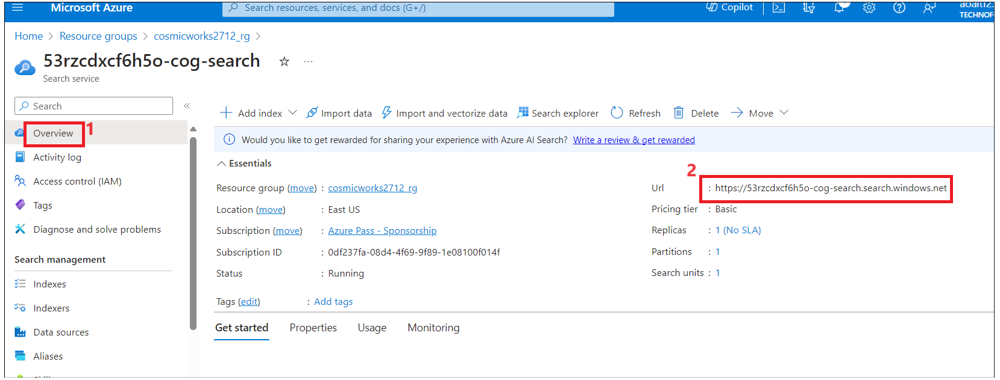 Microsoft Azure
Search resources, services, and docs (G+/)
Copilot
TECHNOF
Home > Resource groups > cosmicworks2712_rg >
53rzcdxcf6h5o-cog-search
Search service
Search
Add index
Import data
Import and vectorize data
Search explorer
Refresh
Delete
Move
Overview 1
Would you like to get rewarded for sharing your experience with Azure AI Search? Write a review & get rewarded
Activity log
Access control (IAM)
Tags
Diagnose and solve problems
Search management
Indexes
Indexers
Data sources
Aliases
Essentials
2
Resource group (move) : cosmicworks2712_rg
Location (move) : East US
Subscription (move) : Azure Pass - Sponsorship
Subscription ID : 0df237fa-08d4-4f69-9f89-1e08100f014f
Status : Running
Url : https://53rzcdxcf6h5o-cog-search.search.windows.net
Pricing tier : Basic
Replicas : 1 (No SLA)
Partitions : 1
Search units : 1
Tags (edit) : Add tags
Get started
Properties
Usage
Monitoring